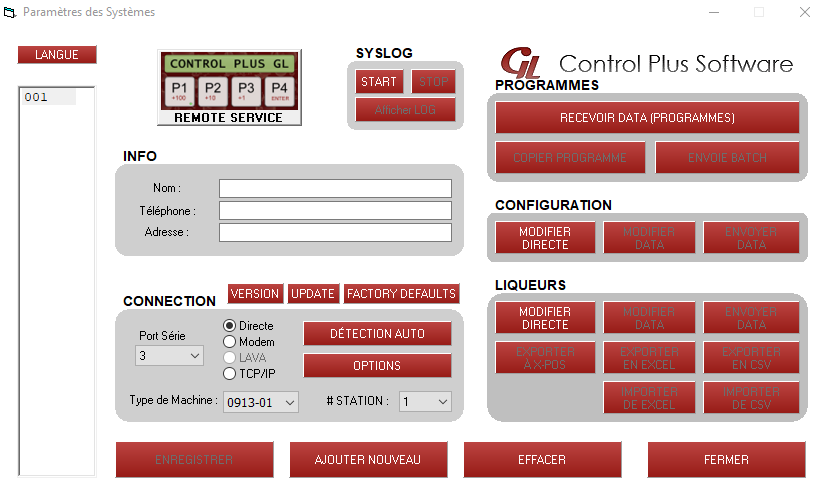 Paramètres des Systèmes
LANGUE
001
CONTROL PLUS GL
P1 P2 P3 P4
+100 +10 +1 ENTER
REMOTE SERVICE
SYSLOG
START STOP
Afficher LOG
GL Control Plus Software
PROGRAMMES
RECEVOIR DATA (PROGRAMMES)
COPIER PROGRAMME ENVOIE BATCH
INFO
Nom :
Téléphone :
Adresse :
CONFIGURATION
MODIFIER DIRECTE
MODIFIER DATA
ENVOYER DATA
CONNECTION VERSION UPDATE FACTORY DEFAULTS
Port Série
3
Directe
Modem
LAVA
TCP/IP
DÉTECTION AUTO
OPTIONS
Type de Machine : 0913-01 # STATION : 1
LIQUEURS
MODIFIER DIRECTE
MODIFIER DATA
ENVOYER DATA
EXPORTER À X-POS
EXPORTER EN EXCEL
EXPORTER EN CSV
IMPORTER DE EXCEL
IMPORTER DE CSV
ENREGISTRER AJOUTER NOUVEAU EFFACER FERMER